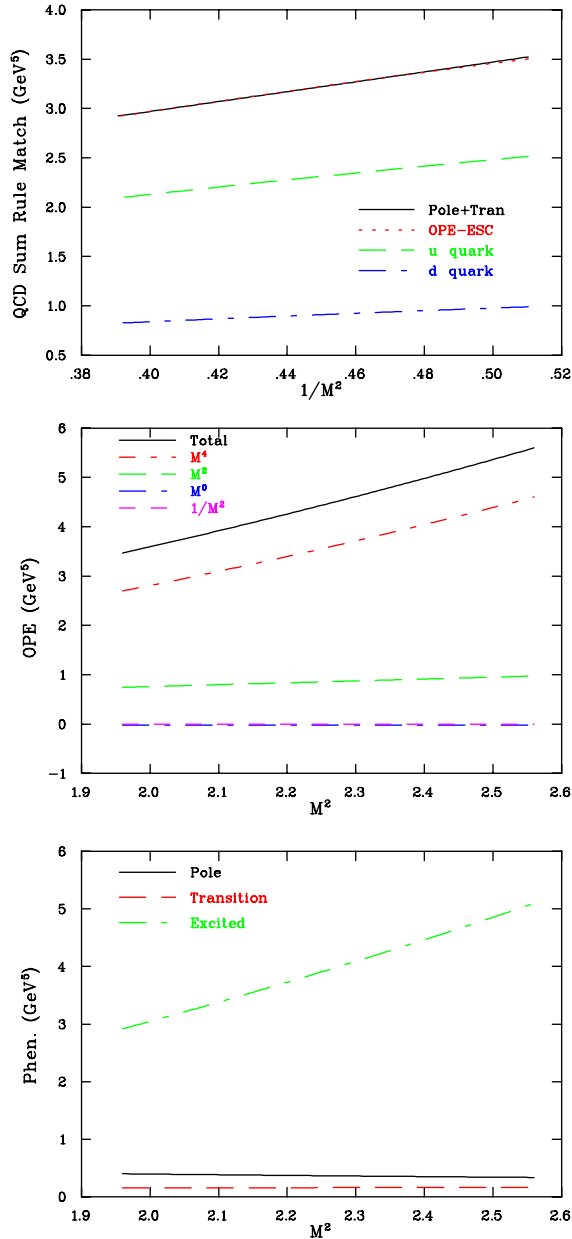 4.0
3.5
3.0
2.5
2.0
1.5
1.0
0.5
QCD Sum Rule Match (GeV⁵)
Pole+Tran
OPE−ESC
u quark
d quark
.38 .40 .42 .44 .46 .48 .50 .52
1/M²
6
5
4
3
2
1
0
−1
OPE (GeV⁵)
Total
M⁴
M²
M⁰
1/M²
1.9 2.0 2.1 2.2 2.3 2.4 2.5 2.6
M²
6
5
4
3
2
1
0
Phen. (GeV⁵)
Pole
Transition
Excited
1.9 2.0 2.1 2.2 2.3 2.4 2.5 2.6
M²